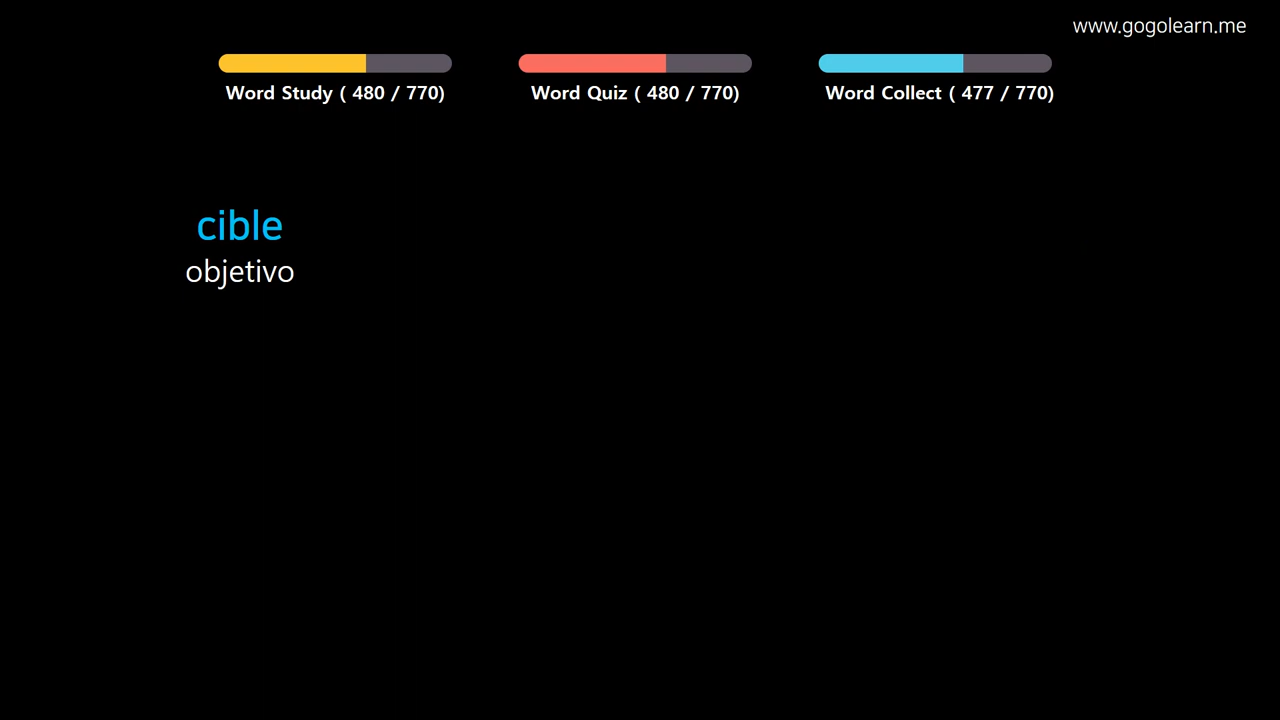 www.gogolearn.me
Word Study ( 480 / 770)
Word Quiz ( 480 / 770)
Word Collect ( 477 / 770)
cible
objetivo